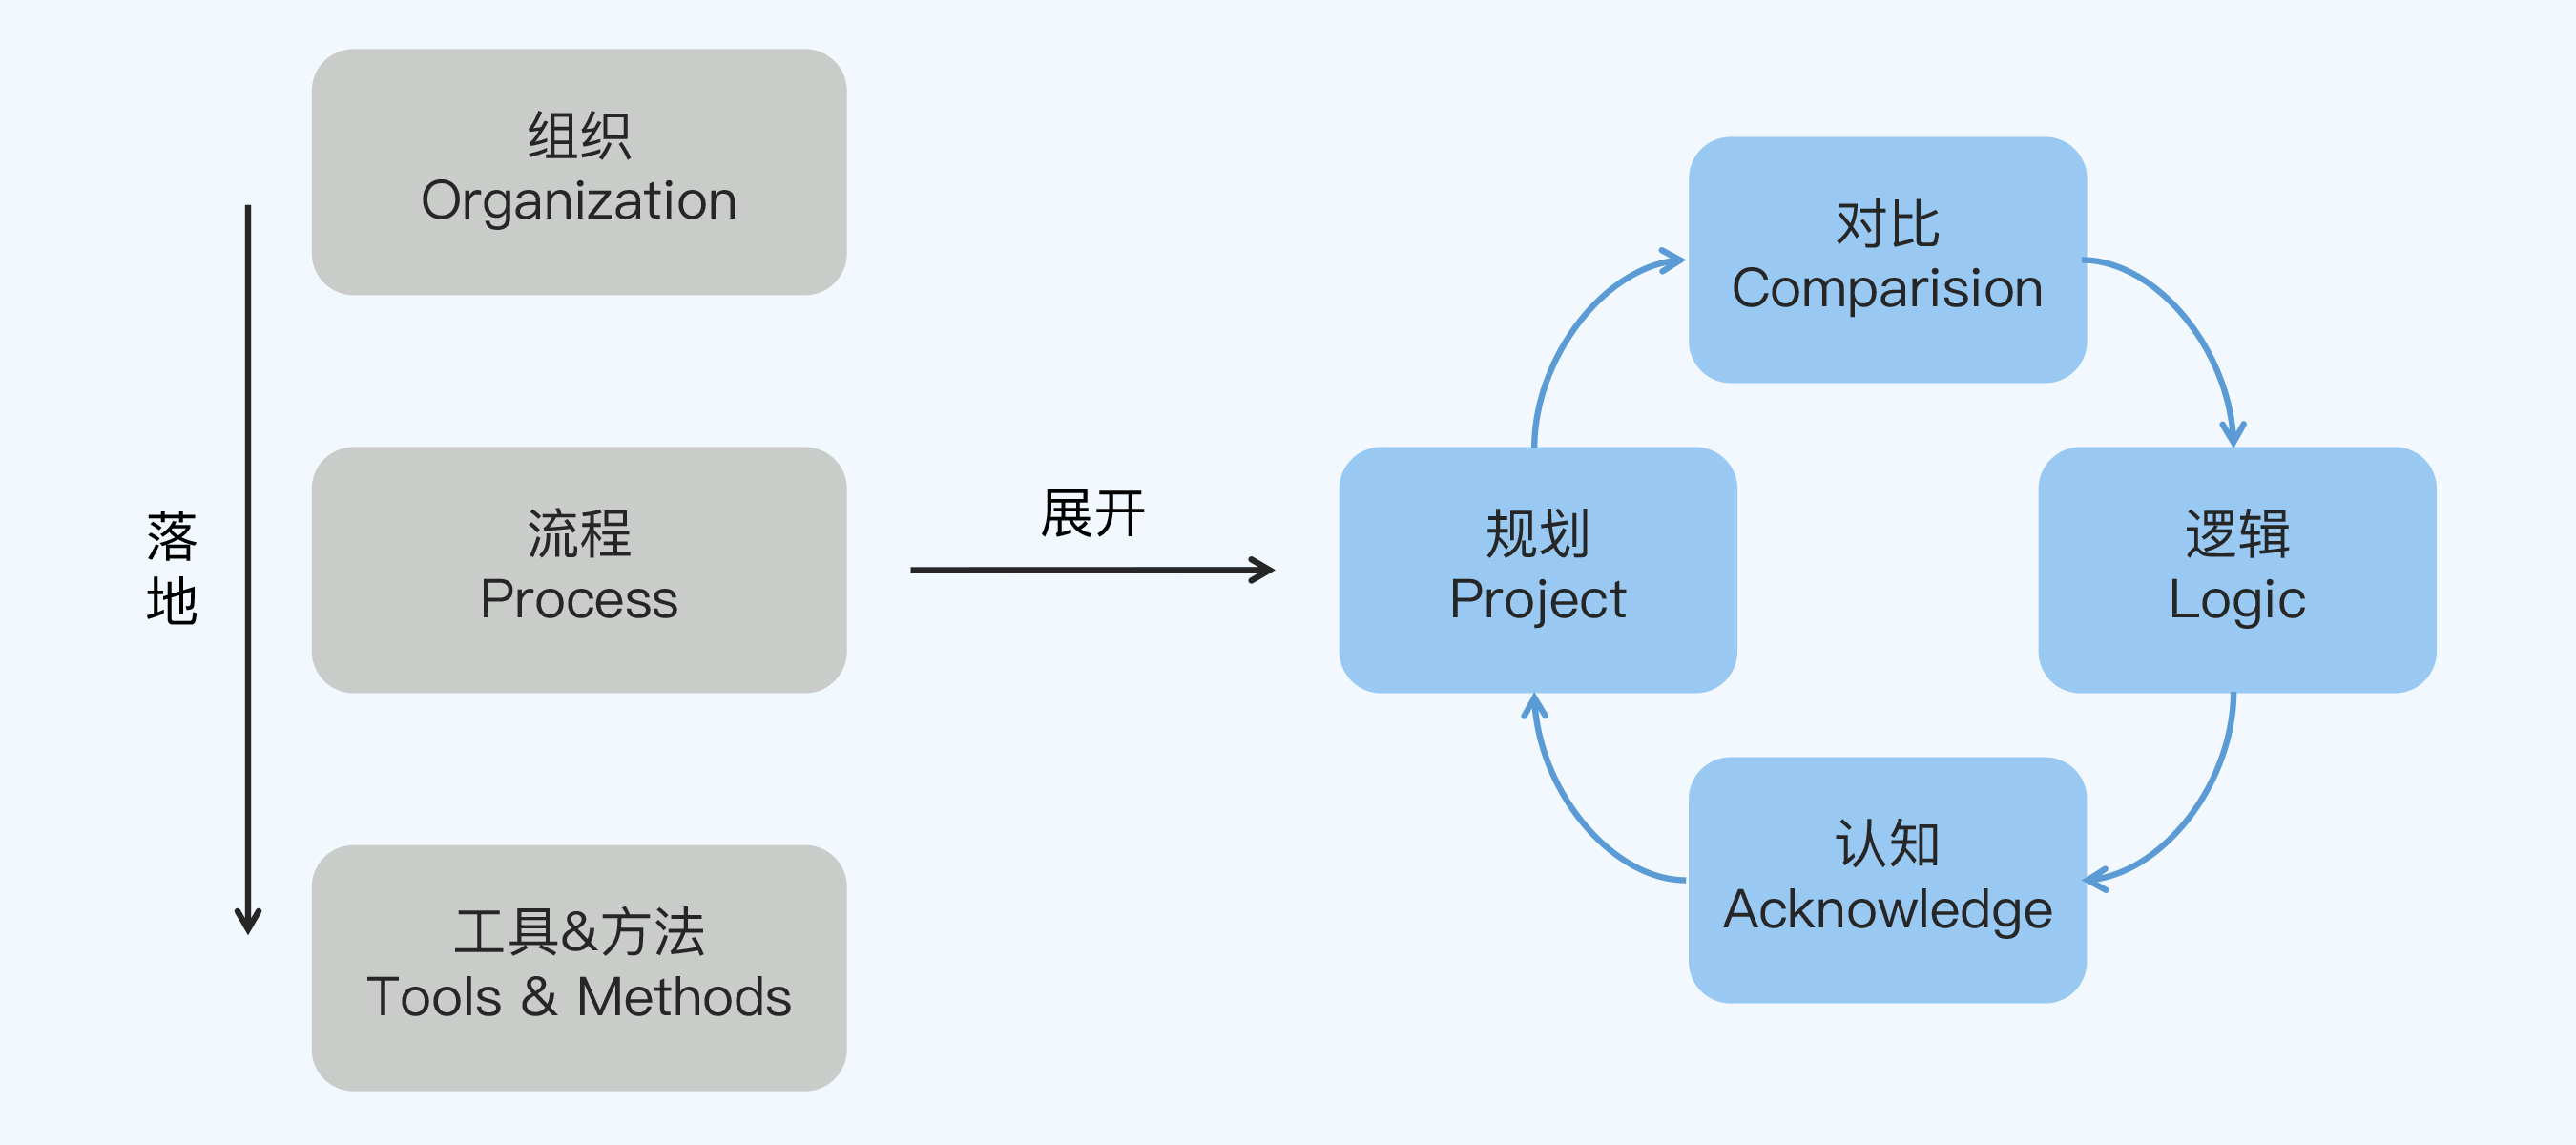 组织
Organization
落
地
流程
Process
工具&方法
Tools & Methods
展开
对比
Comparision
规划
Project
逻辑
Logic
认知
Acknowledge